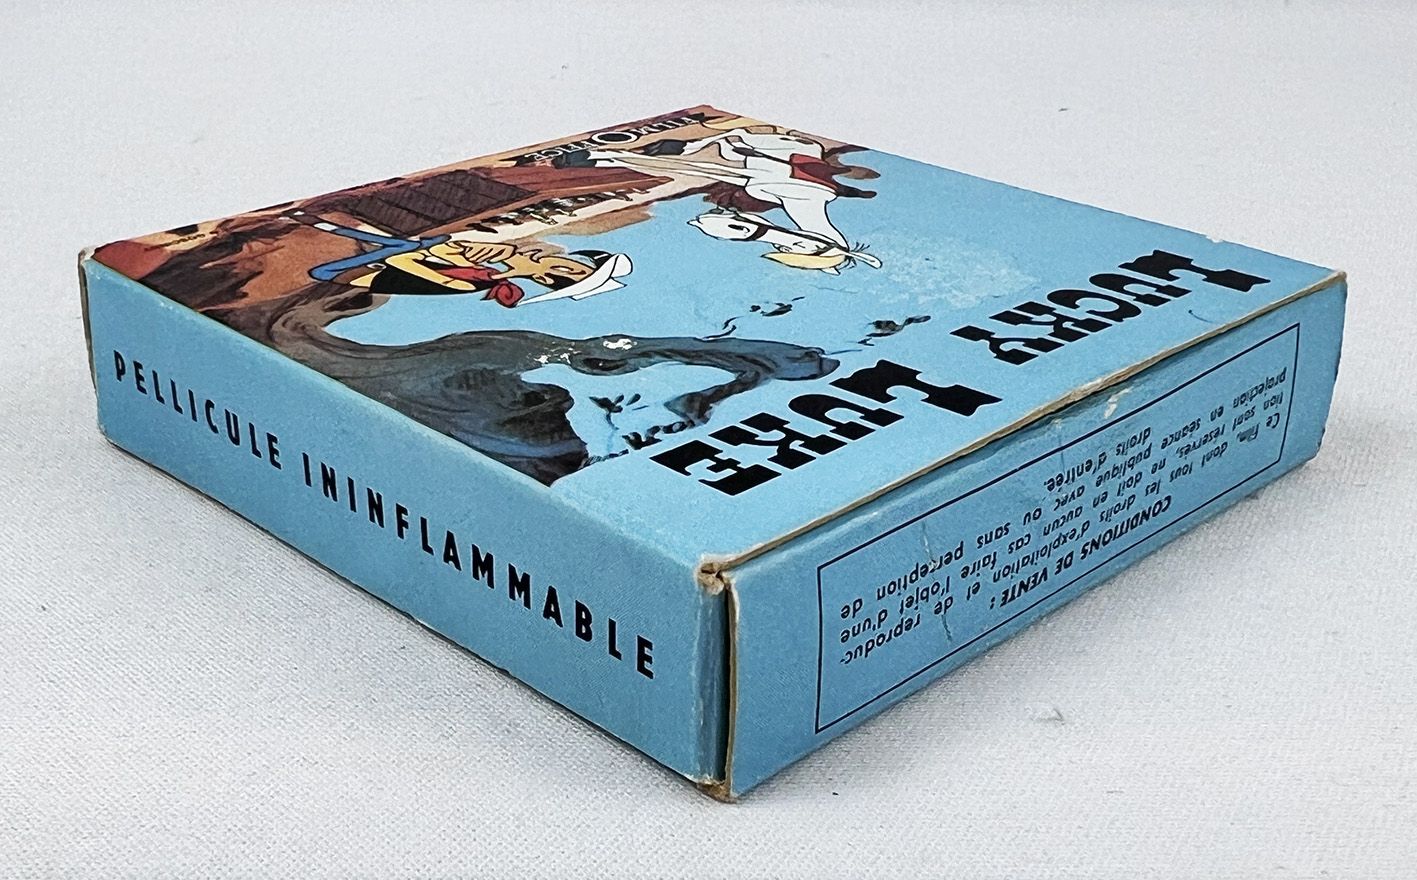 FILM OFFICE
LUCKY
LUKE
PELLICULE ININFLAMMABLE
CONDITIONS DE VENTE :
Ce film, dont tous les droits d'exploitation et de reproduc-
tion sont réservés, ne doit en aucun cas faire l'objet d'une
projection en séance publique avec ou sans perception de
droits d'entrée.